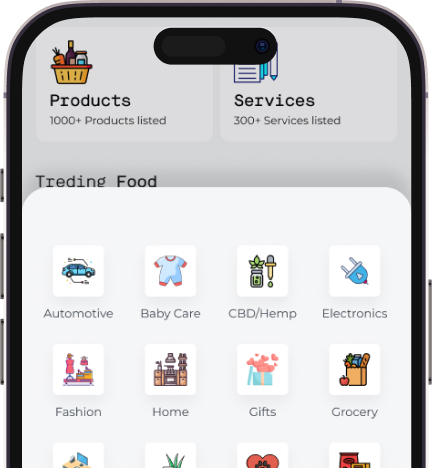 Products
Services
1000+ Products listed
300+ Services listed
Treding Food
Automotive
Baby Care
CBD/Hemp
Electronics
Fashion
Home
Gifts
Grocery